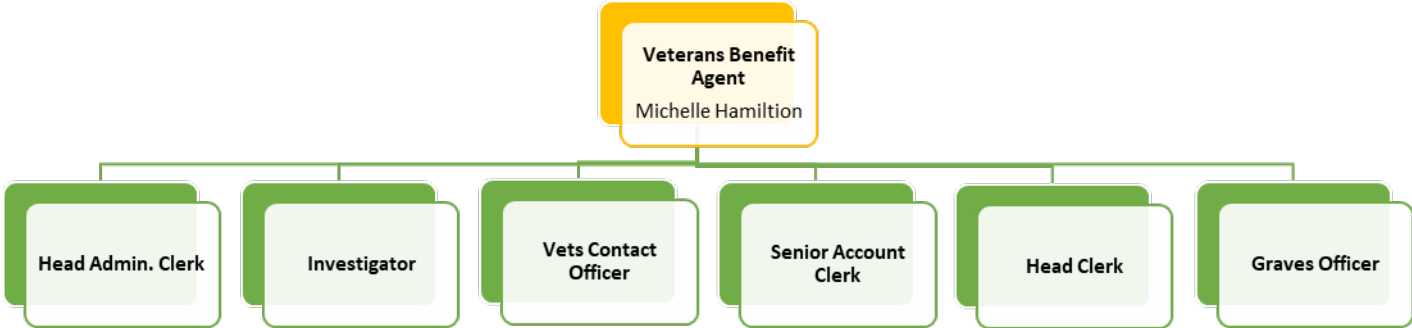 Veterans Benefit
Agent
Michelle Hamiltion
Head Admin. Clerk
Investigator
Vets Contact
Officer
Senior Account
Clerk
Head Clerk
Graves Officer